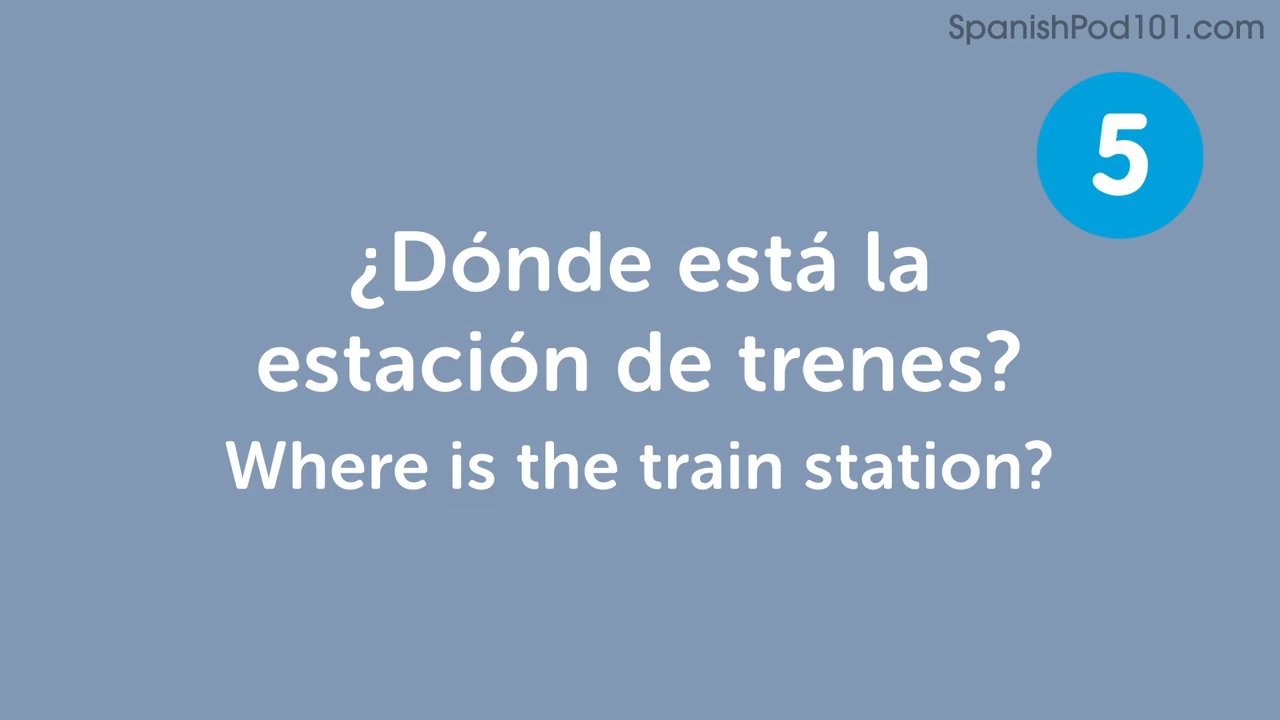 SpanishPod101.com
5
¿Dónde está la
estación de trenes?
Where is the train station?